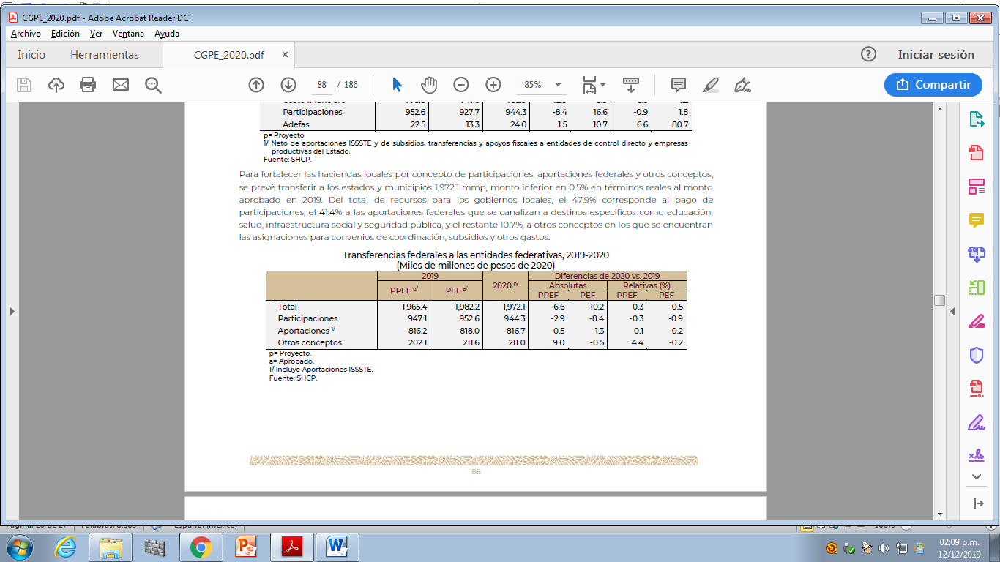 CGPE_2020.pdf - Adobe Acrobat Reader DC
Archivo Edición Ver Ventana Ayuda
Inicio Herramientas CGPE_2020.pdf × ? Iniciar sesión
88 / 186 85% Compartir
Participaciones 952.6 927.7 944.3 -8.4 16.6 -0.9 1.8
Adefas 22.5 13.3 24.0 1.5 10.7 6.6 80.7
p= Proyecto
1/ Neto de aportaciones ISSSTE y de subsidios, transferencias y apoyos fiscales a entidades de control directo y empresas
productivas del Estado.
Fuente: SHCP.
Para fortalecer las haciendas locales por concepto de participaciones, aportaciones federales y otros conceptos,
se prevé transferir a los estados y municipios 1,972.1 mmp, monto inferior en 0.5% en términos reales al monto
aprobado en 2019. Del total de recursos para los gobiernos locales, el 47.9% corresponde al pago de
participaciones; el 41.4% a las aportaciones federales que se canalizan a destinos específicos como educación,
salud, infraestructura social y seguridad pública, y el restante 10.7%, a otros conceptos en los que se encuentran
las asignaciones para convenios de coordinación, subsidios y otros gastos.
Transferencias federales a las entidades federativas, 2019-2020
(Miles de millones de pesos de 2020)
2019 2020 p/ Diferencias de 2020 vs. 2019
PPEF p/ PEF a/ Absolutas Relativas (%)
PPEF PEF PPEF PEF
Total 1,965.4 1,982.2 1,972.1 6.6 -10.2 0.3 -0.5
Participaciones 947.1 952.6 944.3 -2.9 -8.4 -0.3 -0.9
Aportaciones 1/ 816.2 818.0 816.7 0.5 -1.3 0.1 -0.2
Otros conceptos 202.1 211.6 211.0 9.0 -0.5 4.4 -0.2
p= Proyecto.
a= Aprobado.
1/ Incluye Aportaciones ISSSTE.
Fuente: SHCP.
88
02:09 p.m.
12/12/2019